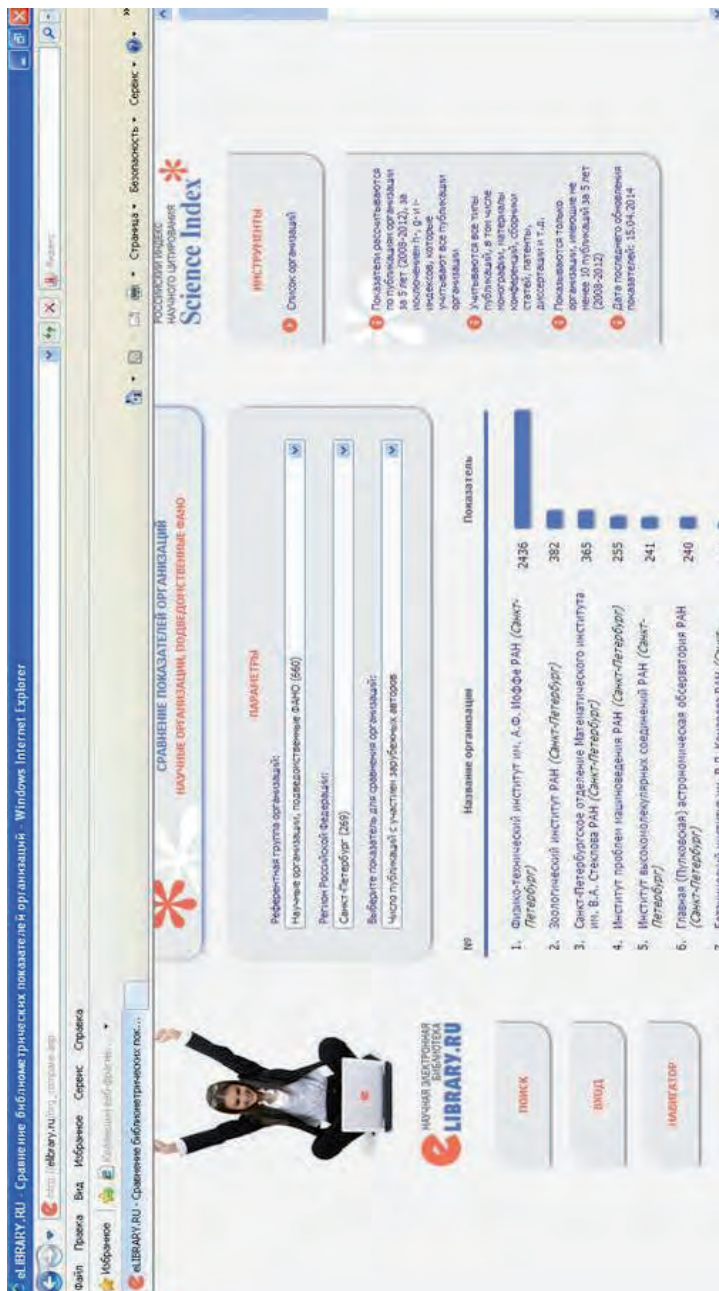 eLIBRARY.RU - Сравнение библиометрических показателей организаций - Windows Internet Explorer
http://elibrary.ru/org_compare.asp
Яндекс
Файл Правка Вид Избранное Сервис Справка
Избранное
eLIBRARY.RU - Сравнение библиометрических пок...
Страница Безопасность Сервис
НАУЧНАЯ ЭЛЕКТРОННАЯ
БИБЛИОТЕКА
eLIBRARY.RU
ПОИСК
ВХОД
НАВИГАТОР
СРАВНЕНИЕ ПОКАЗАТЕЛЕЙ ОРГАНИЗАЦИЙ
НАУЧНЫЕ ОРГАНИЗАЦИИ, ПОДВЕДОМСТВЕННЫЕ ФАНО
ПАРАМЕТРЫ
Референтная группа организаций:
Научные организации, подведомственные ФАНО (660)
Регион Российской Федерации:
Санкт-Петербург (269)
Выберите показатель для сравнения организаций:
Число публикаций с участием зарубежных авторов
№ Название организации Показатель
1. Физико-технический институт им. А.Ф. Иоффе РАН (Санкт-
Петербург) 2436
2. Зоологический институт РАН (Санкт-Петербург) 382
3. Санкт-Петербургское отделение Математического института
им. В.А. Стеклова РАН (Санкт-Петербург) 365
4. Институт проблем машиноведения РАН (Санкт-Петербург) 255
5. Институт высокомолекулярных соединений РАН (Санкт-
Петербург) 241
6. Главная (Пулковская) астрономическая обсерватория РАН
(Санкт-Петербург) 240
РОССИЙСКИЙ ИНДЕКС
НАУЧНОГО ЦИТИРОВАНИЯ
Science Index
ИНСТРУМЕНТЫ
Список организаций
Показатели рассчитываются
по публикациям организации
за 5 лет (2008-2012), за
исключением h-, g- и i-
индексов, которые
учитывают все публикации
организации
Учитываются все типы
публикаций, в том числе
монографии, материалы
конференций, сборники
статей, патенты,
диссертации и т.д.
Показываются только
организации, имеющие не
менее 10 публикаций за 5 лет
(2008-2012)
Дата последнего обновления
показателей: 15.04.2014